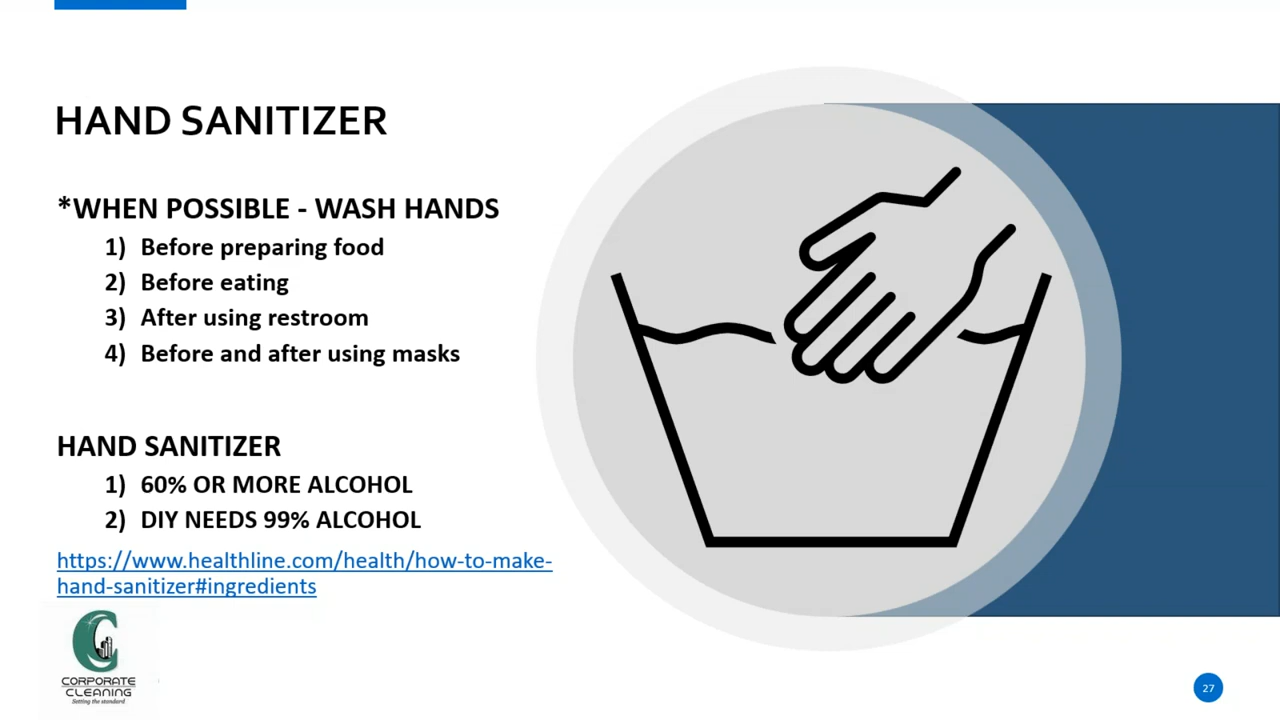 HAND SANITIZER
*WHEN POSSIBLE - WASH HANDS
1) Before preparing food
2) Before eating
3) After using restroom
4) Before and after using masks
HAND SANITIZER
1) 60% OR MORE ALCOHOL
2) DIY NEEDS 99% ALCOHOL
https://www.healthline.com/health/how-to-make-
hand-sanitizer#ingredients
CORPORATE
CLEANING
Setting the standard
27